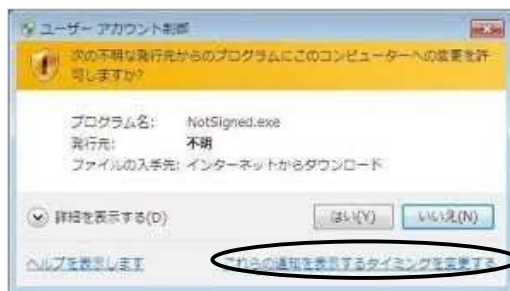 ユーザー アカウント制御
次の不明な発行元からのプログラムにこのコンピューターへの変更を許
可しますか?
プログラム名: NotSigned.exe
発行元: 不明
ファイルの入手先: インターネットからダウンロード
詳細を表示する(D)
はい(Y)
いいえ(N)
ヘルプを表示します
これらの通知を表示するタイミングを変更する